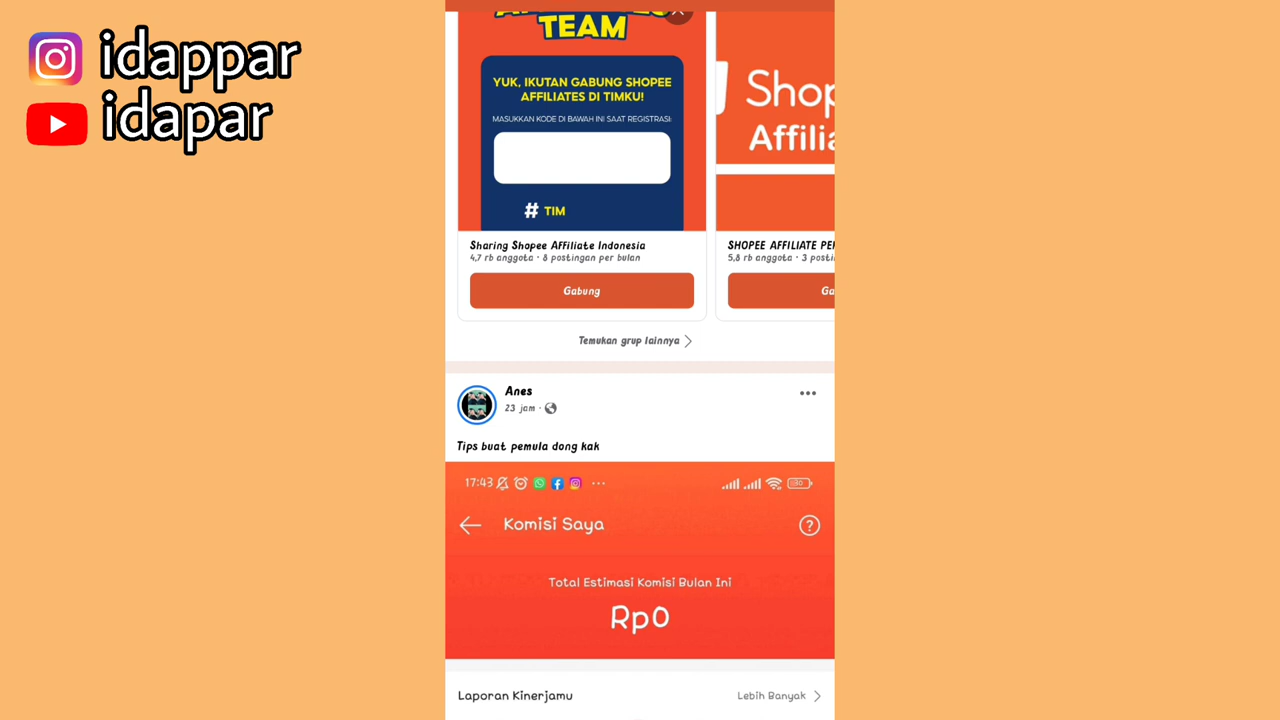 idappar
idapar
TEAM
YUK, IKUTAN GABUNG SHOPEE
AFFILIATES DI TIMKU!
MASUKKAN KODE DI BAWAH INI SAAT REGISTRASI:
# TIM
Sharing Shopee Affiliate Indonesia
4,7 rb anggota · 8 postingan per bulan
Gabung
Shop
Affilia
SHOPEE AFFILIATE PE
5,8 rb anggota · 3 posti
Ga
Temukan grup lainnya
Anes
23 jam ·
Tips buat pemula dong kak
17:43
Komisi Saya
Total Estimasi Komisi Bulan Ini
Rp0
Laporan Kinerjamu
Lebih Banyak